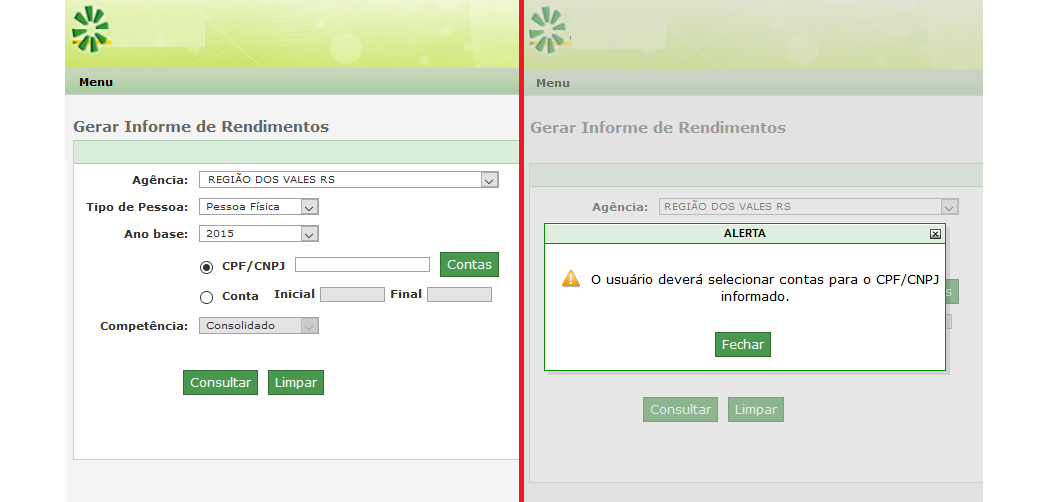 Menu
Gerar Informe de Rendimentos
Agência: REGIÃO DOS VALES RS
Tipo de Pessoa: Pessoa Física
Ano base: 2015
CPF/CNPJ Contas
Conta Inicial Final
Competência: Consolidado
Consultar Limpar
Menu
Gerar Informe de Rendimentos
Agência: REGIÃO DOS VALES RS
ALERTA
O usuário deverá selecionar contas para o CPF/CNPJ
informado.
Fechar
Consultar Limpar